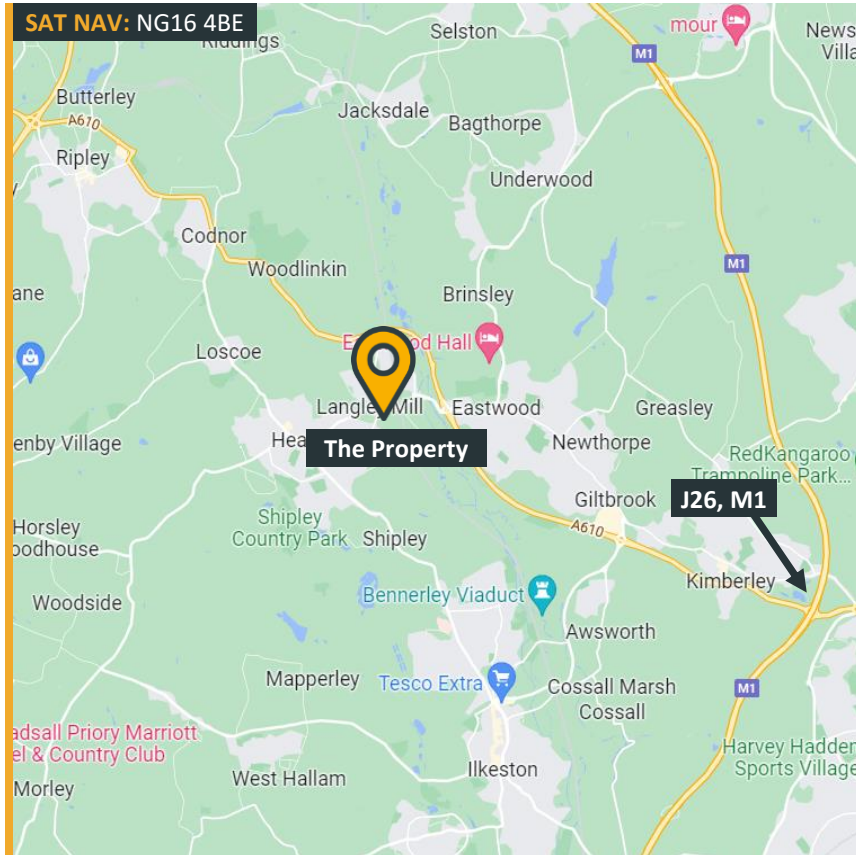 SAT NAV: NG16 4BE
Riddings
Selston
mour
News
Villa
M1
Butterley
A610
Jacksdale
Bagthorpe
Ripley
Underwood
Codnor
Woodlinkin
M1
ane
Brinsley
Loscoe
Hall
Langley Mill
Eastwood
Greasley
enby Village
Hea
The Property
Newthorpe
RedKangaroo
Trampoline Park...
Giltbrook
J26, M1
Horsley
oodhouse
Shipley
Country Park
Shipley
A610
Kimberley
Bennerley Viaduct
Woodside
Awsworth
Mapperley
Tesco Extra
Cossall Marsh
Cossall
M1
adsall Priory Marriott
el & Country Club
Harvey Hadden
Sports Village
West Hallam
Ilkeston
Morley